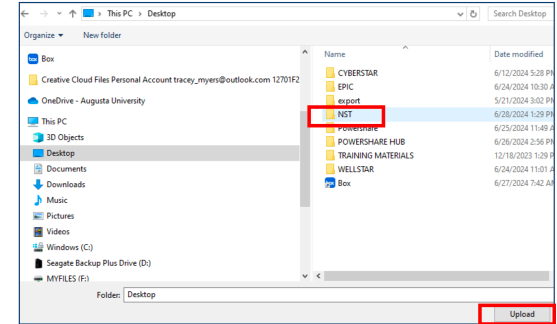 This PC > Desktop
Search Desktop
Organize
New folder
Name
Date modified
Box
Creative Cloud Files Personal Account tracey_myers@outlook.com 12701F2
OneDrive - Augusta University
This PC
3D Objects
Desktop
Documents
Downloads
Music
Pictures
Videos
Windows (C:)
Seagate Backup Plus Drive (D:)
MYFILES (F:)
CYBERSTAR 6/12/2024 5:28 PM
EPIC 6/24/2024 10:30 A
export 5/21/2024 3:02 PM
NST 6/28/2024 1:29 PM
Powershare 6/25/2024 11:49 A
POWERSHARE HUB 6/26/2024 2:56 PM
TRAINING MATERIALS 12/18/2023 1:29 P
WELLSTAR 6/24/2024 11:01 A
Box 6/27/2024 7:42 AM
Folder: Desktop
Upload